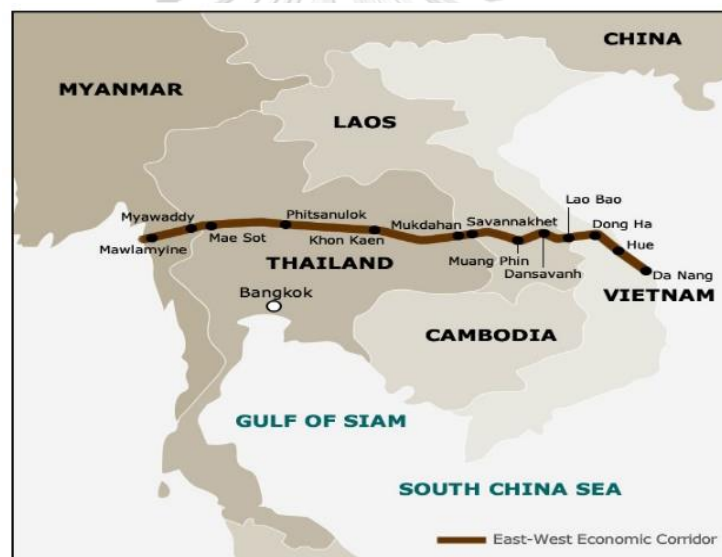 CHINA
MYANMAR
LAOS
Lao Bao
Myawaddy
Phitsanulok
Mukdahan
Savannakhet
Dong Ha
Mawlamyine
Mae Sot
Khon Kaen
Hue
Muang Phin
THAILAND
Dansavanh
Da Nang
Bangkok
VIETNAM
CAMBODIA
GULF OF SIAM
SOUTH CHINA SEA
East-West Economic Corridor